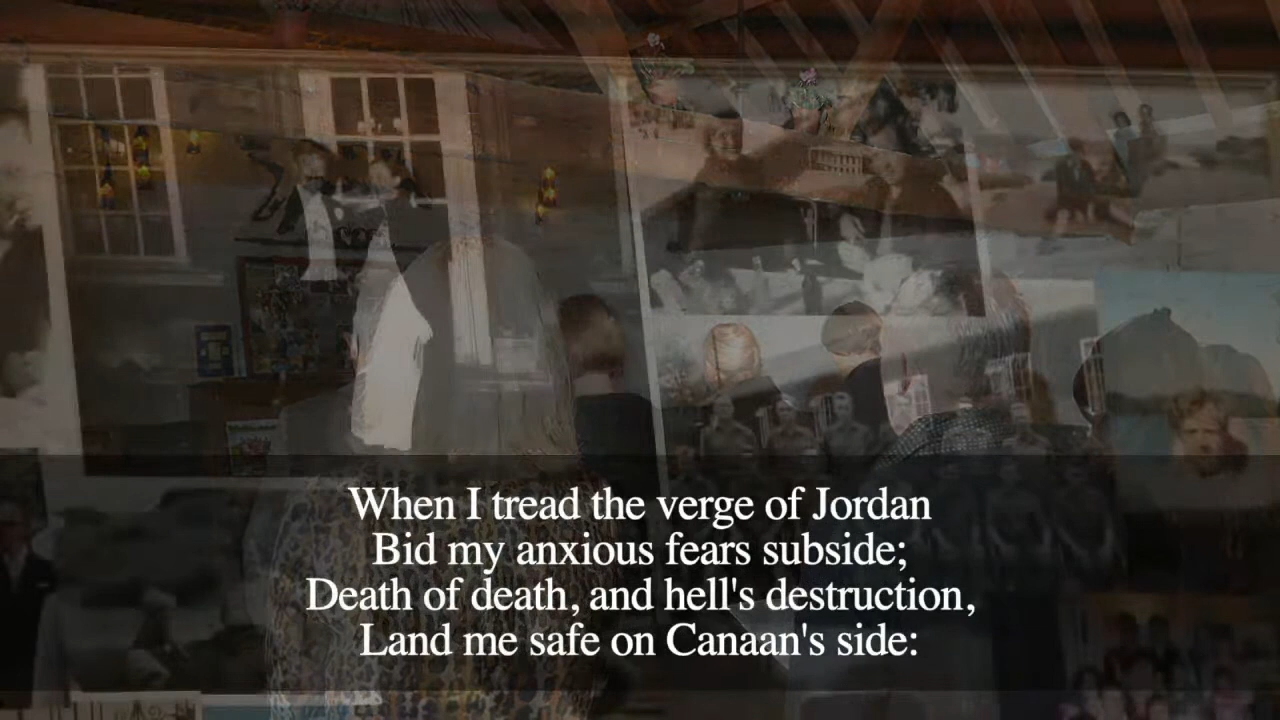 When I tread the verge of Jordan
Bid my anxious fears subside;
Death of death, and hell's destruction,
Land me safe on Canaan's side: